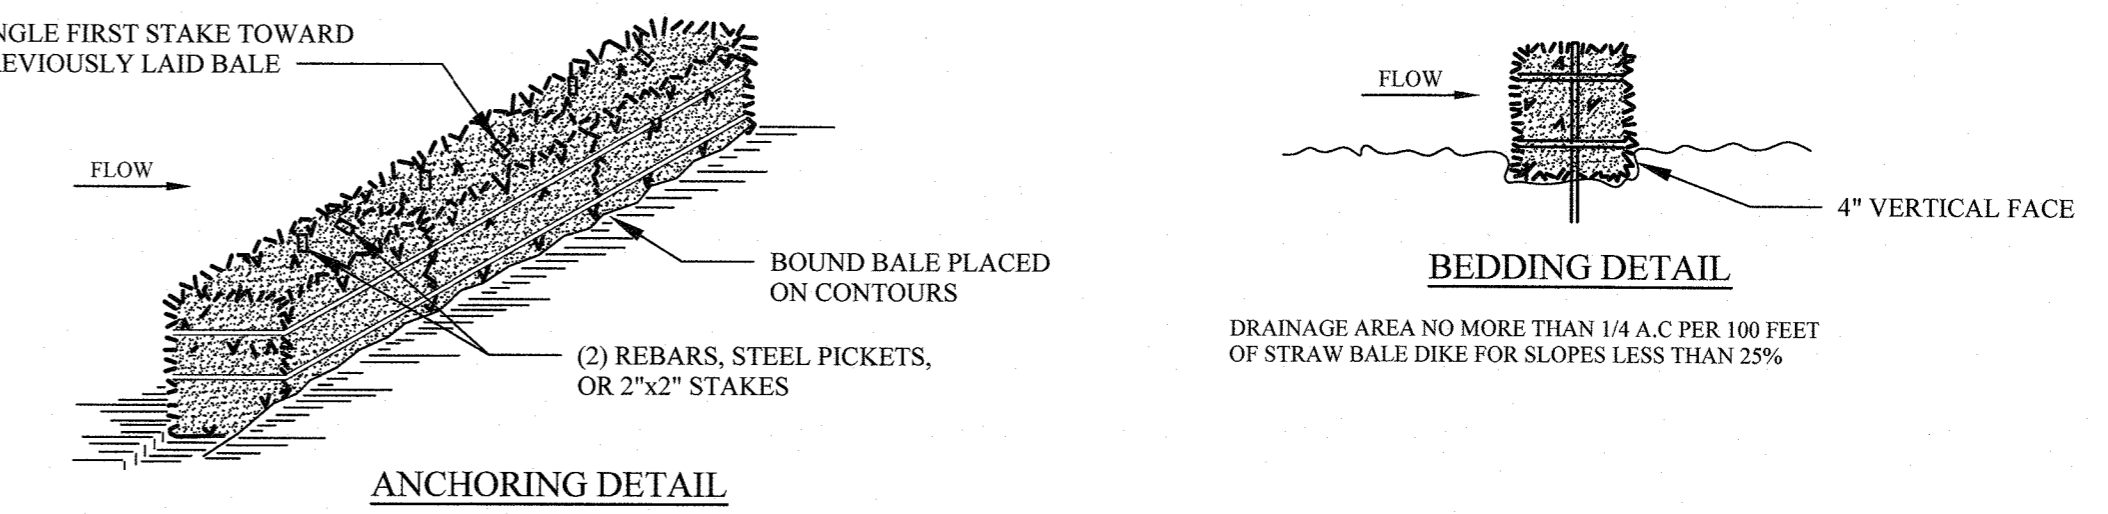 NGLE FIRST STAKE TOWARD
EVIOUSLY LAID BALE
FLOW
BOUND BALE PLACED
ON CONTOURS
(2) REBARS, STEEL PICKETS,
OR 2"x2" STAKES
ANCHORING DETAIL
FLOW
4" VERTICAL FACE
BEDDING DETAIL
DRAINAGE AREA NO MORE THAN 1/4 A.C PER 100 FEET
OF STRAW BALE DIKE FOR SLOPES LESS THAN 25%